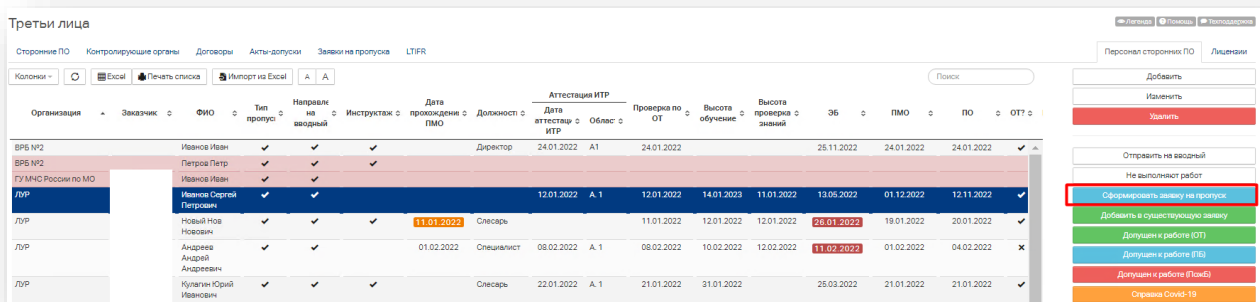 Третьи лица
Легенда Помощь Техподдержка
Сторонние ПО Контролирующие органы Договоры Акты-допуски Заявки на пропуска LTIFR
Персонал сторонних ПО Лицензии
Колонки Excel Печать списка Импорт из Excel A A Поиск
Добавить
Изменить
Удалить
Отправить на вводный
Не выполняют работ
Сформировать заявку на пропуск
Добавить в существующую заявку
Допущен к работе (ОТ)
Допущен к работе (ПБ)
Допущен к работе (ПожБ)
Справка Covid-19
Аттестация ИТР
Организация Заказчик ФИО Тип пропус Направле на вводный Инструктаж Дата прохождени ПМО Должност Дата аттестаци ИТР Област Проверка по ОТ Высота обучение Высота проверка знаний ЭБ ПМО ПО ОТ?
ВРБ №2 Иванов Иван Директор 24.01.2022 А1 24.01.2022 25.11.2022 24.01.2022 24.01.2022
ВРБ №2 Петров Петр
ГУ МЧС России по МО Иванов Иван
ЛУР Иванов Сергей Петрович 12.01.2022 А. 1 12.01.2022 14.01.2023 11.01.2022 13.05.2022 01.12.2022 12.11.2022
ЛУР Новый Нов Новович 11.01.2022 Слесарь 11.01.2022 12.01.2022 12.01.2022 26.01.2022 19.01.2022 20.01.2022
ЛУР Андреев Андрей Андреевич 01.02.2022 Специалист 08.02.2022 А. 1 08.02.2022 10.02.2022 12.02.2022 11.02.2022 01.02.2022 04.02.2022
ЛУР Кулагин Юрий Иванович Слесарь 22.01.2022 А. 1 21.01.2022 31.01.2022 25.03.2022 21.01.2022 21.01.2022